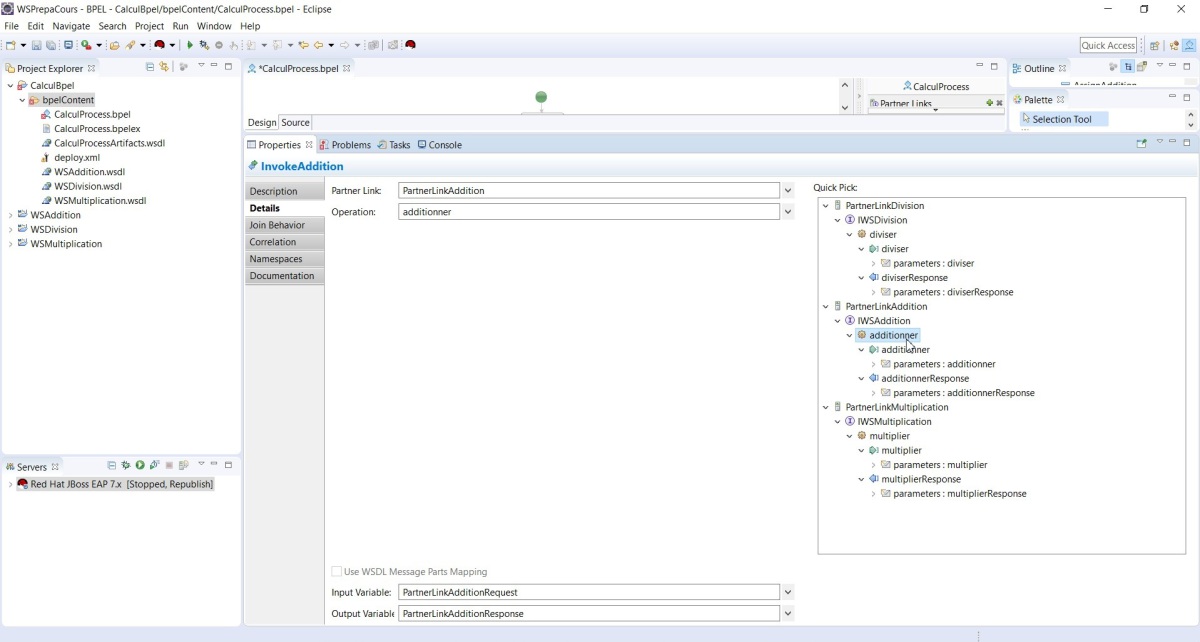 WSPrepaCours - BPEL - CalculBpel/bpelContent/CalculProcess.bpel - Eclipse
File Edit Navigate Search Project Run Window Help
Quick Access
Project Explorer
CalculBpel
bpelContent
CalculProcess.bpel
CalculProcess.bpelex
CalculProcessArtifacts.wsdl
deploy.xml
WSAddition.wsdl
WSDivision.wsdl
WSMultiplication.wsdl
WSAddition
WSDivision
WSMultiplication
Servers
Red Hat JBoss EAP 7.x [Stopped, Republish]
*CalculProcess.bpel
CalculProcess
Partner Links
Design Source
Outline
AssignAddition
Palette
Selection Tool
Properties Problems Tasks Console
InvokeAddition
Description
Details
Join Behavior
Correlation
Namespaces
Documentation
Partner Link: PartnerLinkAddition
Operation: additionner
Quick Pick:
PartnerLinkDivision
IWSDivision
diviser
diviser
parameters : diviser
diviserResponse
parameters : diviserResponse
PartnerLinkAddition
IWSAddition
additionner
additionner
parameters : additionner
additionnerResponse
parameters : additionnerResponse
PartnerLinkMultiplication
IWSMultiplication
multiplier
multiplier
parameters : multiplier
multiplierResponse
parameters : multiplierResponse
Use WSDL Message Parts Mapping
Input Variable: PartnerLinkAdditionRequest
Output Variable PartnerLinkAdditionResponse